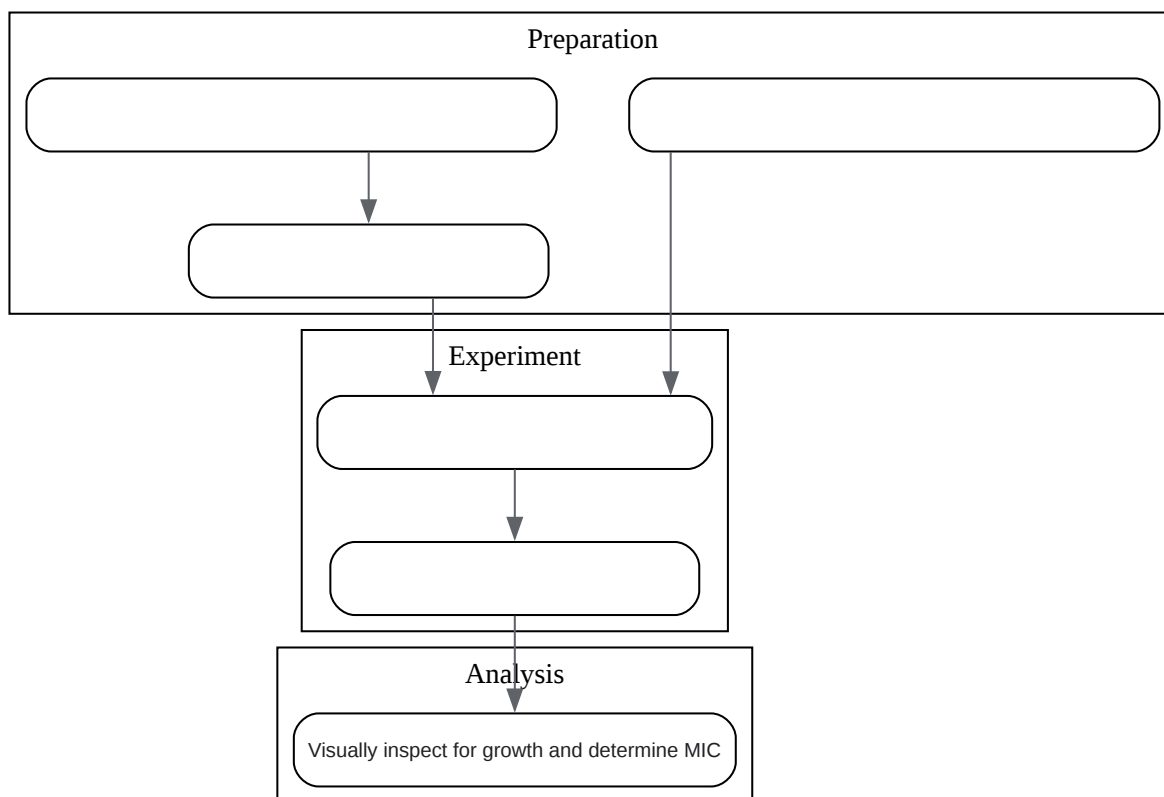 Preparation
Experiment
Analysis
Visually inspect for growth and determine MIC